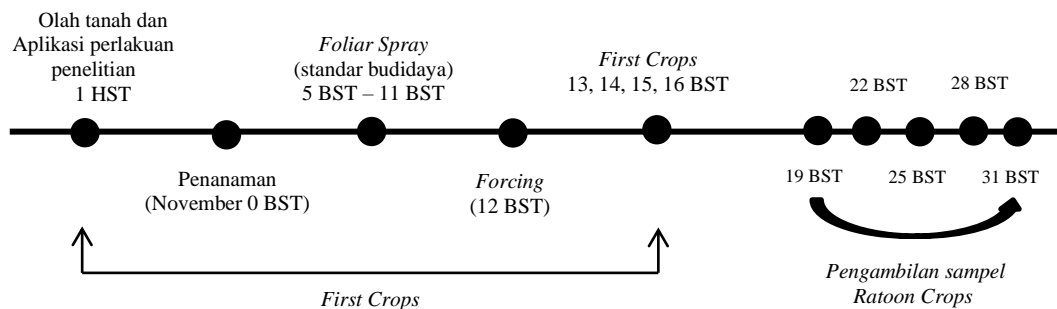 Olah tanah dan
Aplikasi perlakuan
penelitian
1 HST
Penanaman
(November 0 BST)
Foliar Spray
(standar budidaya)
5 BST – 11 BST
Forcing
(12 BST)
First Crops
13, 14, 15, 16 BST
19 BST
22 BST
25 BST
28 BST
31 BST
First Crops
Pengambilan sampel
Ratoon Crops